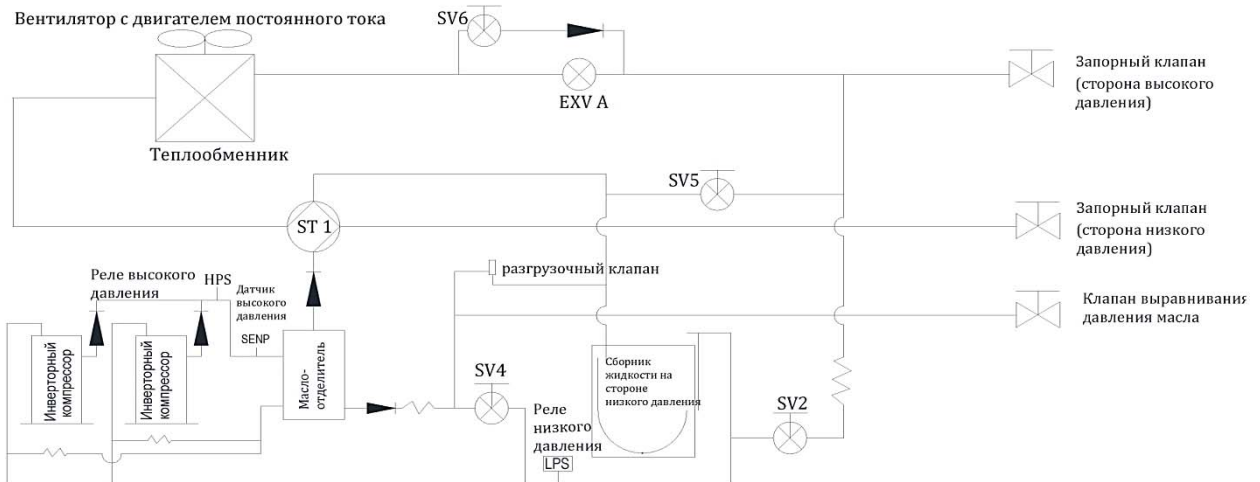 Вентилятор с двигателем постоянного тока
SV6
Запорный клапан
(сторона высокого
давления)
EXV A
Теплообменник
SV5
ST 1
Запорный клапан
(сторона низкого
давления)
Реле высокого
давления
HPS
Датчик
высокого
давления
SENP
разгрузочный клапан
Клапан выравнивания
давления масла
Инверторный
компрессор
Инверторный
компрессор
Масло-
отделитель
SV4
Реле
низкого
давления
LPS
Сборник
жидкости на
стороне
низкого давления
SV2